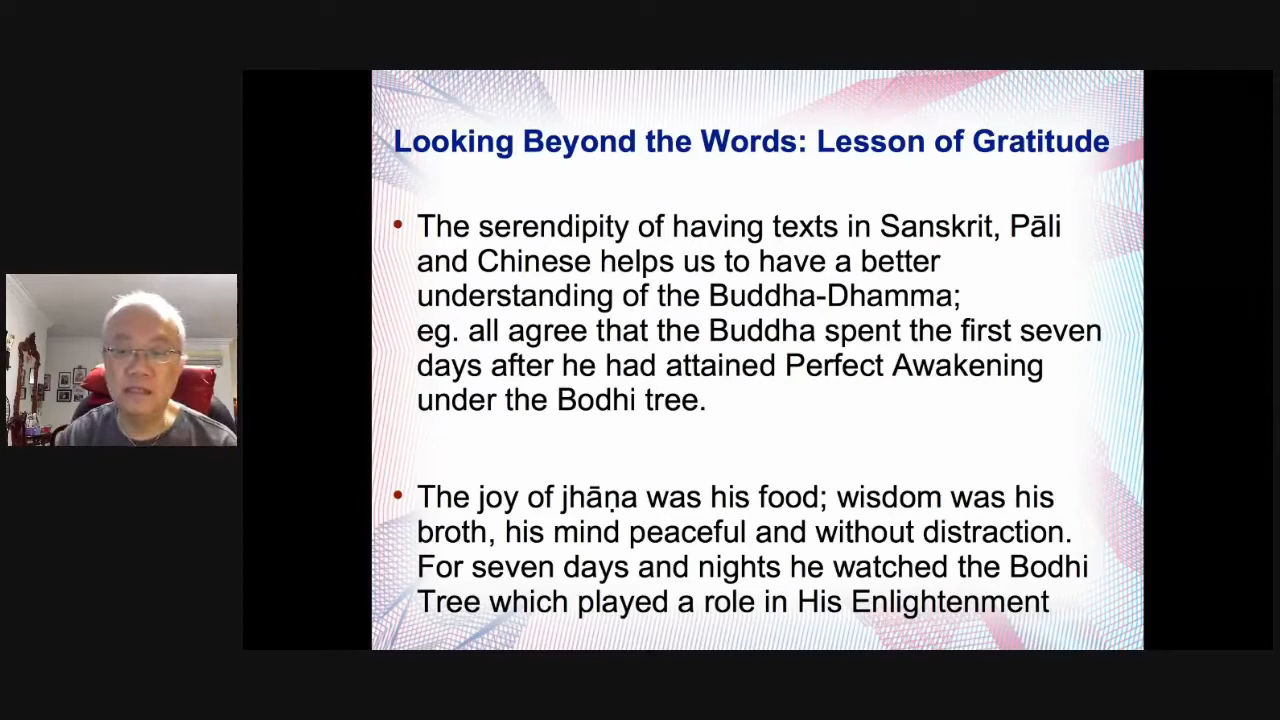 Looking Beyond the Words: Lesson of Gratitude
• The serendipity of having texts in Sanskrit, Pāli
and Chinese helps us to have a better
understanding of the Buddha-Dhamma;
eg. all agree that the Buddha spent the first seven
days after he had attained Perfect Awakening
under the Bodhi tree.
• The joy of jhāṇa was his food; wisdom was his
broth, his mind peaceful and without distraction.
For seven days and nights he watched the Bodhi
Tree which played a role in His Enlightenment